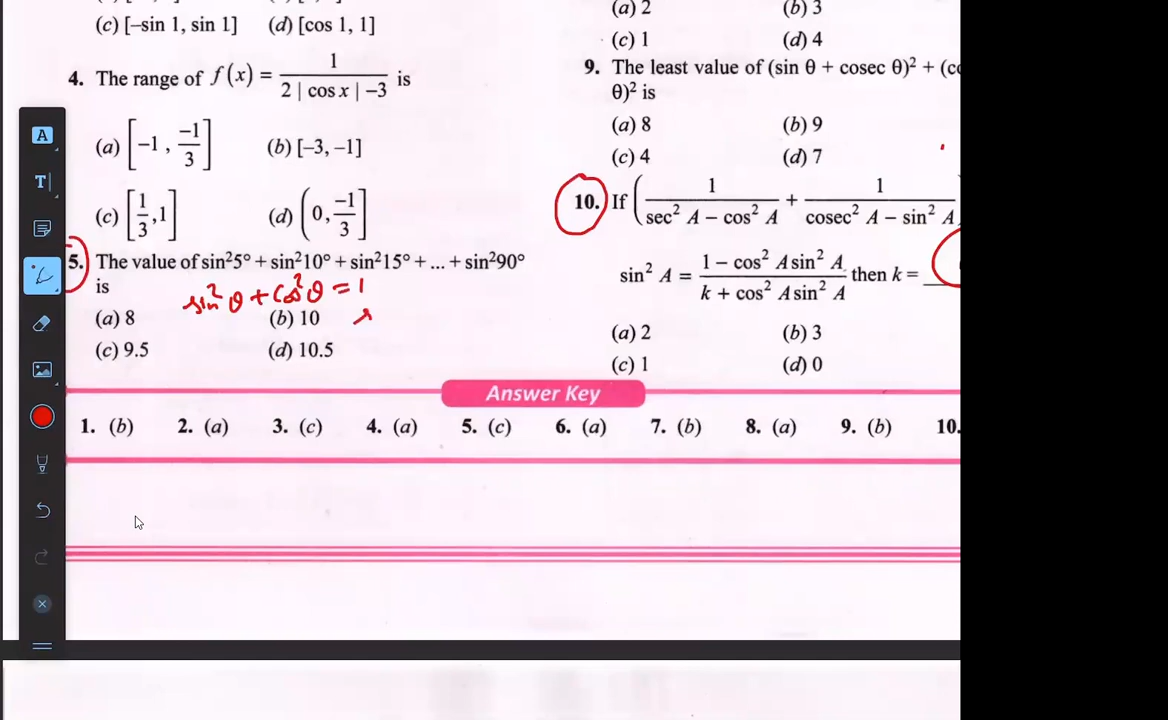 (c) [–sin 1, sin 1] (d) [cos 1, 1]
4. The range of f(x) = 1 / (2 | cos x | –3) is
(a) [–1, –1/3] (b) [–3, –1]
(c) [1/3, 1] (d) (0, –1/3]
5. The value of sin²5° + sin²10° + sin²15° + ... + sin²90°
is
sin²θ + cos²θ = 1
(a) 8 (b) 10
(c) 9.5 (d) 10.5
(a) 2 (b) 3
(c) 1 (d) 4
9. The least value of (sin θ + cosec θ)² +
θ)² is
(a) 8 (b) 9
(c) 4 (d) 7
10. If (1 / (sec² A – cos² A) + 1 / (cosec² A – sin² A)
sin² A = (1 – cos² A sin² A) / (k + cos² A sin² A) then k = __
(a) 2 (b) 3
(c) 1 (d) 0
Answer Key
1. (b) 2. (a) 3. (c) 4. (a) 5. (c) 6. (a) 7. (b) 8. (a) 9. (b) 10.
A
T